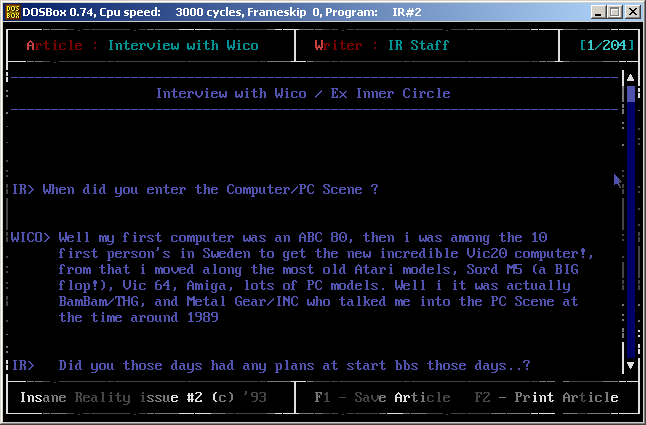 DOSBox 0.74, Cpu speed: 3000 cycles, Frameskip 0, Program: IR#2
Article : Interview with Wico Writer : IR Staff [1/204]
Interview with Wico / Ex Inner Circle
IR> When did you enter the Computer/PC Scene ?
WICO> Well my first computer was an ABC 80, then i was among the 10
first person's in Sweden to get the new incredible Vic20 computer!,
from that i moved along the most old Atari models, Sord M5 (a BIG
flop!), Vic 64, Amiga, lots of PC models. Well i it was actually
BamBam/THG, and Metal Gear/INC who talked me into the PC Scene at
the time around 1989
IR> Did you those days had any plans at start bbs those days..?
Insane Reality issue #2 (c) '93 F1 - Save Article F2 - Print Article